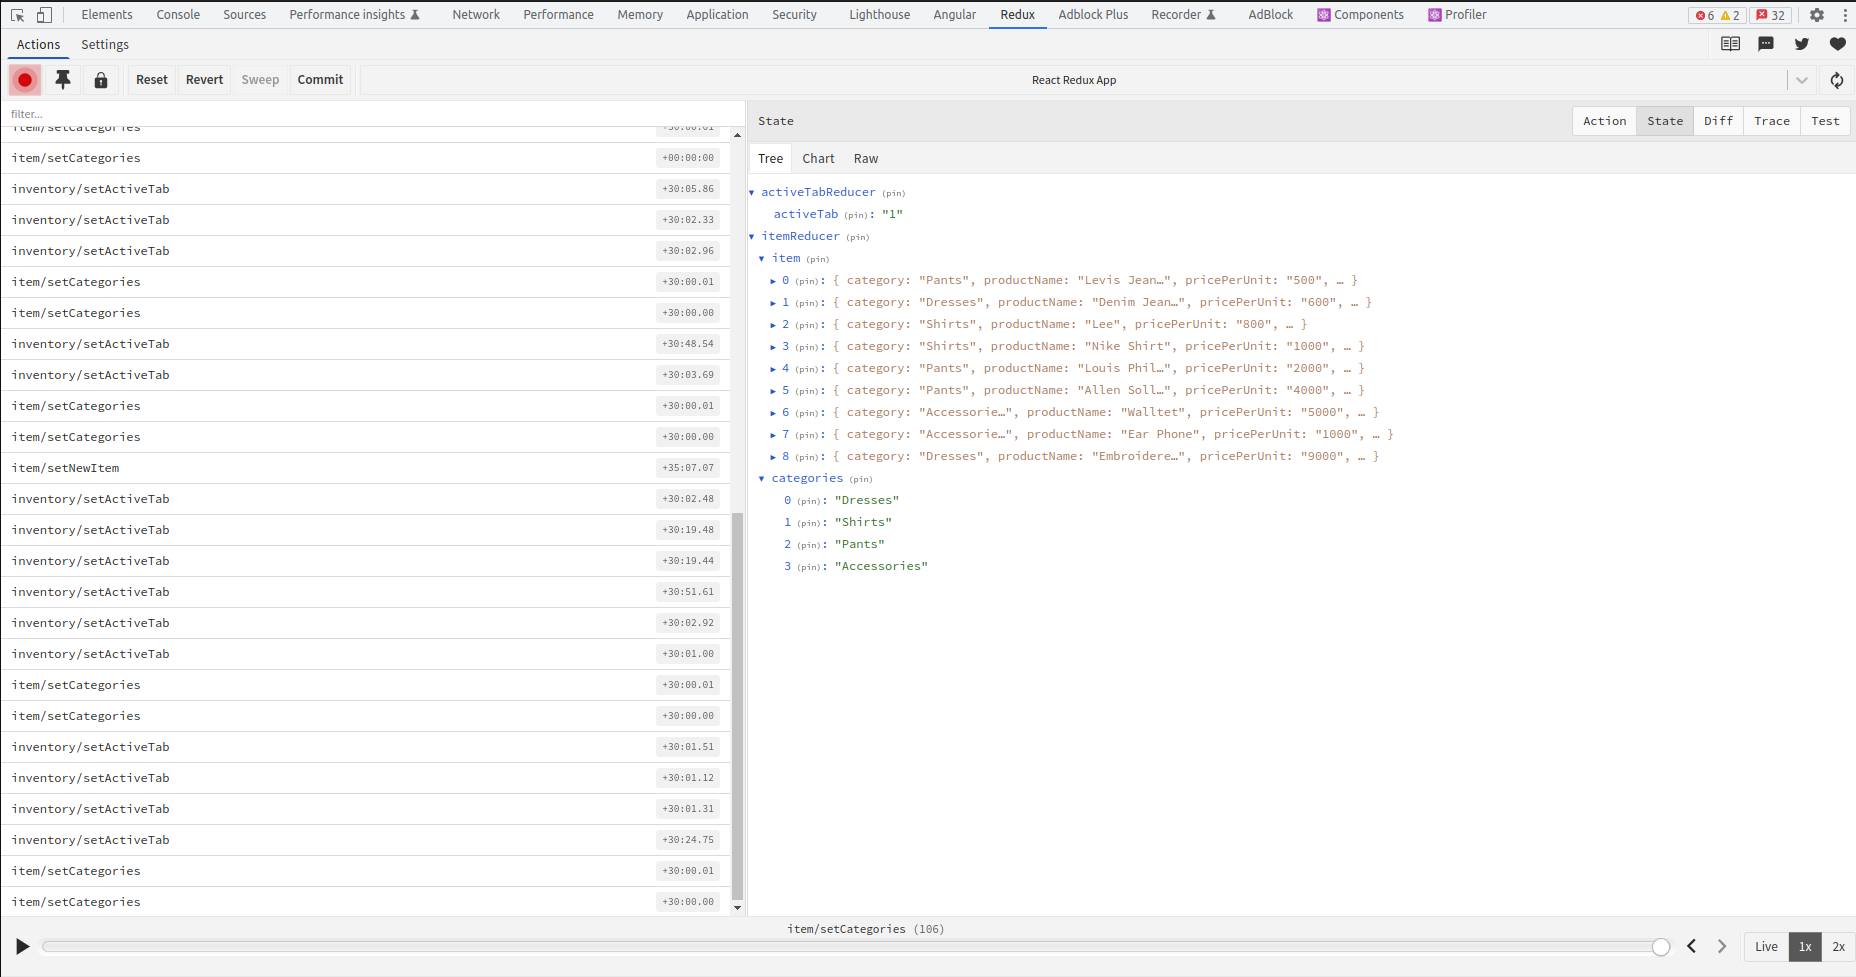 Elements Console Sources Performance insights Network Performance Memory Application Security Lighthouse Angular Redux Adblock Plus Recorder AdBlock Components Profiler 6 2 32
Actions Settings
Reset Revert Sweep Commit React Redux App
filter...
item/setCategories +30:00.01
item/setCategories +00:00:00
inventory/setActiveTab +30:05.86
inventory/setActiveTab +30:02.33
inventory/setActiveTab +30:02.96
item/setCategories +30:00.01
item/setCategories +30:00.00
inventory/setActiveTab +30:48.54
inventory/setActiveTab +30:03.69
item/setCategories +30:00.01
item/setCategories +30:00.00
item/setNewItem +35:07.07
inventory/setActiveTab +30:02.48
inventory/setActiveTab +30:19.48
inventory/setActiveTab +30:19.44
inventory/setActiveTab +30:51.61
inventory/setActiveTab +30:02.92
inventory/setActiveTab +30:01.00
item/setCategories +30:00.01
item/setCategories +30:00.00
inventory/setActiveTab +30:01.51
inventory/setActiveTab +30:01.12
inventory/setActiveTab +30:01.31
inventory/setActiveTab +30:24.75
item/setCategories +30:00.01
item/setCategories +30:00.00
State Action State Diff Trace Test
Tree Chart Raw
activeTabReducer (pin)
activeTab (pin): "1"
itemReducer (pin)
item (pin)
0 (pin): { category: "Pants", productName: "Levis Jean…", pricePerUnit: "500", … }
1 (pin): { category: "Dresses", productName: "Denim Jean…", pricePerUnit: "600", … }
2 (pin): { category: "Shirts", productName: "Lee", pricePerUnit: "800", … }
3 (pin): { category: "Shirts", productName: "Nike Shirt", pricePerUnit: "1000", … }
4 (pin): { category: "Pants", productName: "Louis Phil…", pricePerUnit: "2000", … }
5 (pin): { category: "Pants", productName: "Allen Soll…", pricePerUnit: "4000", … }
6 (pin): { category: "Accessorie…", productName: "Walltet", pricePerUnit: "5000", … }
7 (pin): { category: "Accessorie…", productName: "Ear Phone", pricePerUnit: "1000", … }
8 (pin): { category: "Dresses", productName: "Embroidere…", pricePerUnit: "9000", … }
categories (pin)
0 (pin): "Dresses"
1 (pin): "Shirts"
2 (pin): "Pants"
3 (pin): "Accessories"
item/setCategories (106)
Live 1x 2x